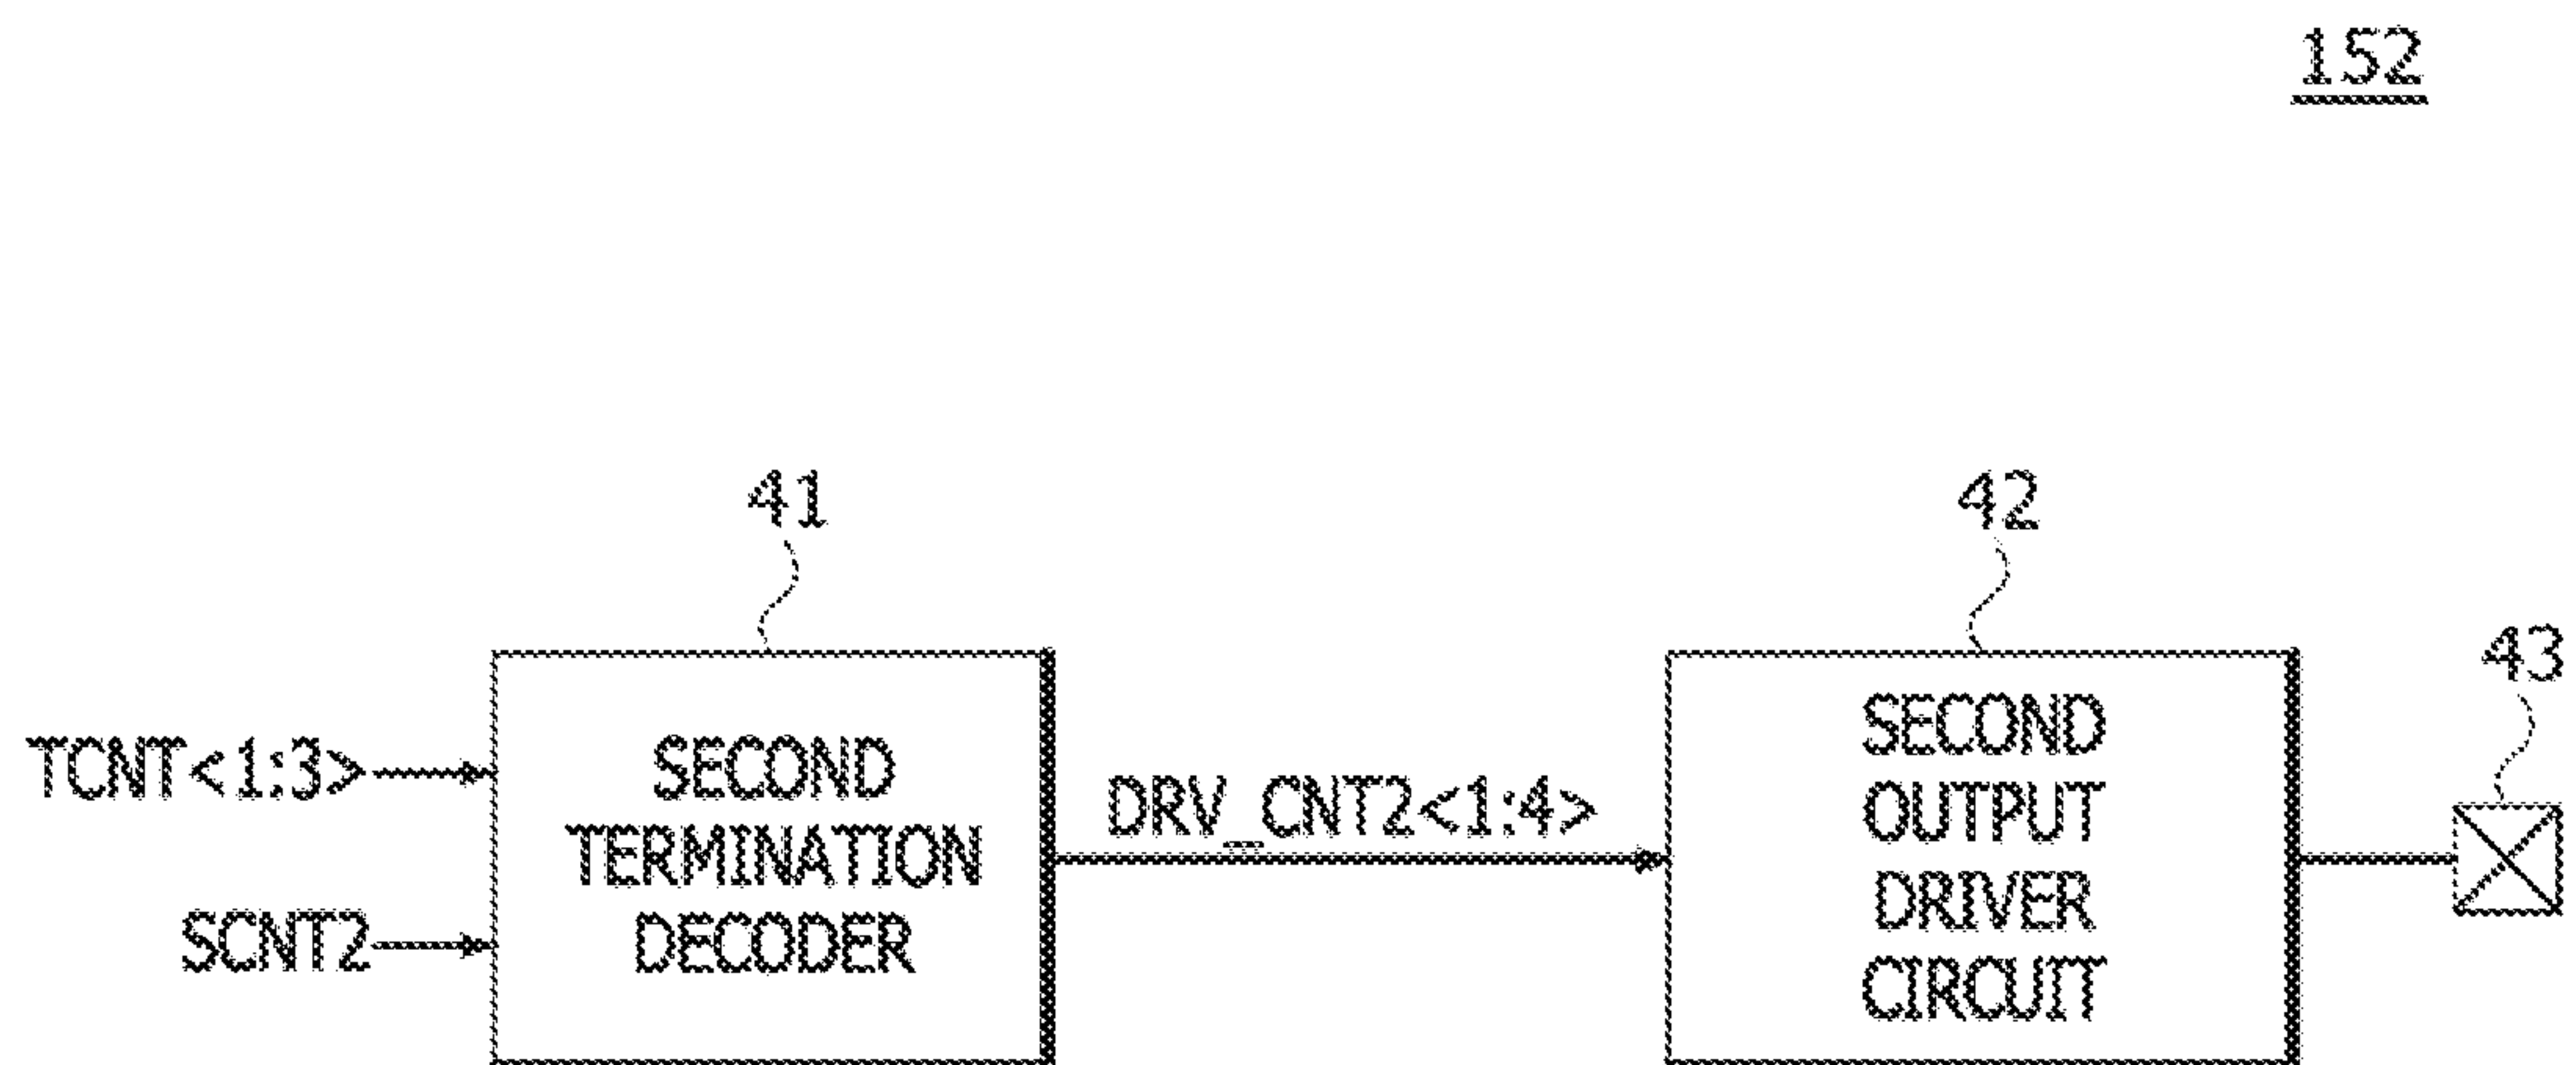 152
41
42
43
TCNT<1:3>
SCNT2
SECOND
TERMINATION
DECODER
DRV_CNT2<1:4>
SECOND
OUTPUT
DRIVER
CIRCUIT